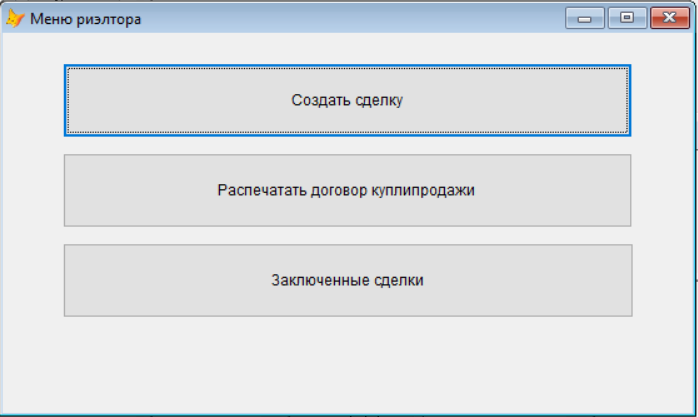 Меню риэлтора
Создать сделку
Распечатать договор куплипродажи
Заключенные сделки